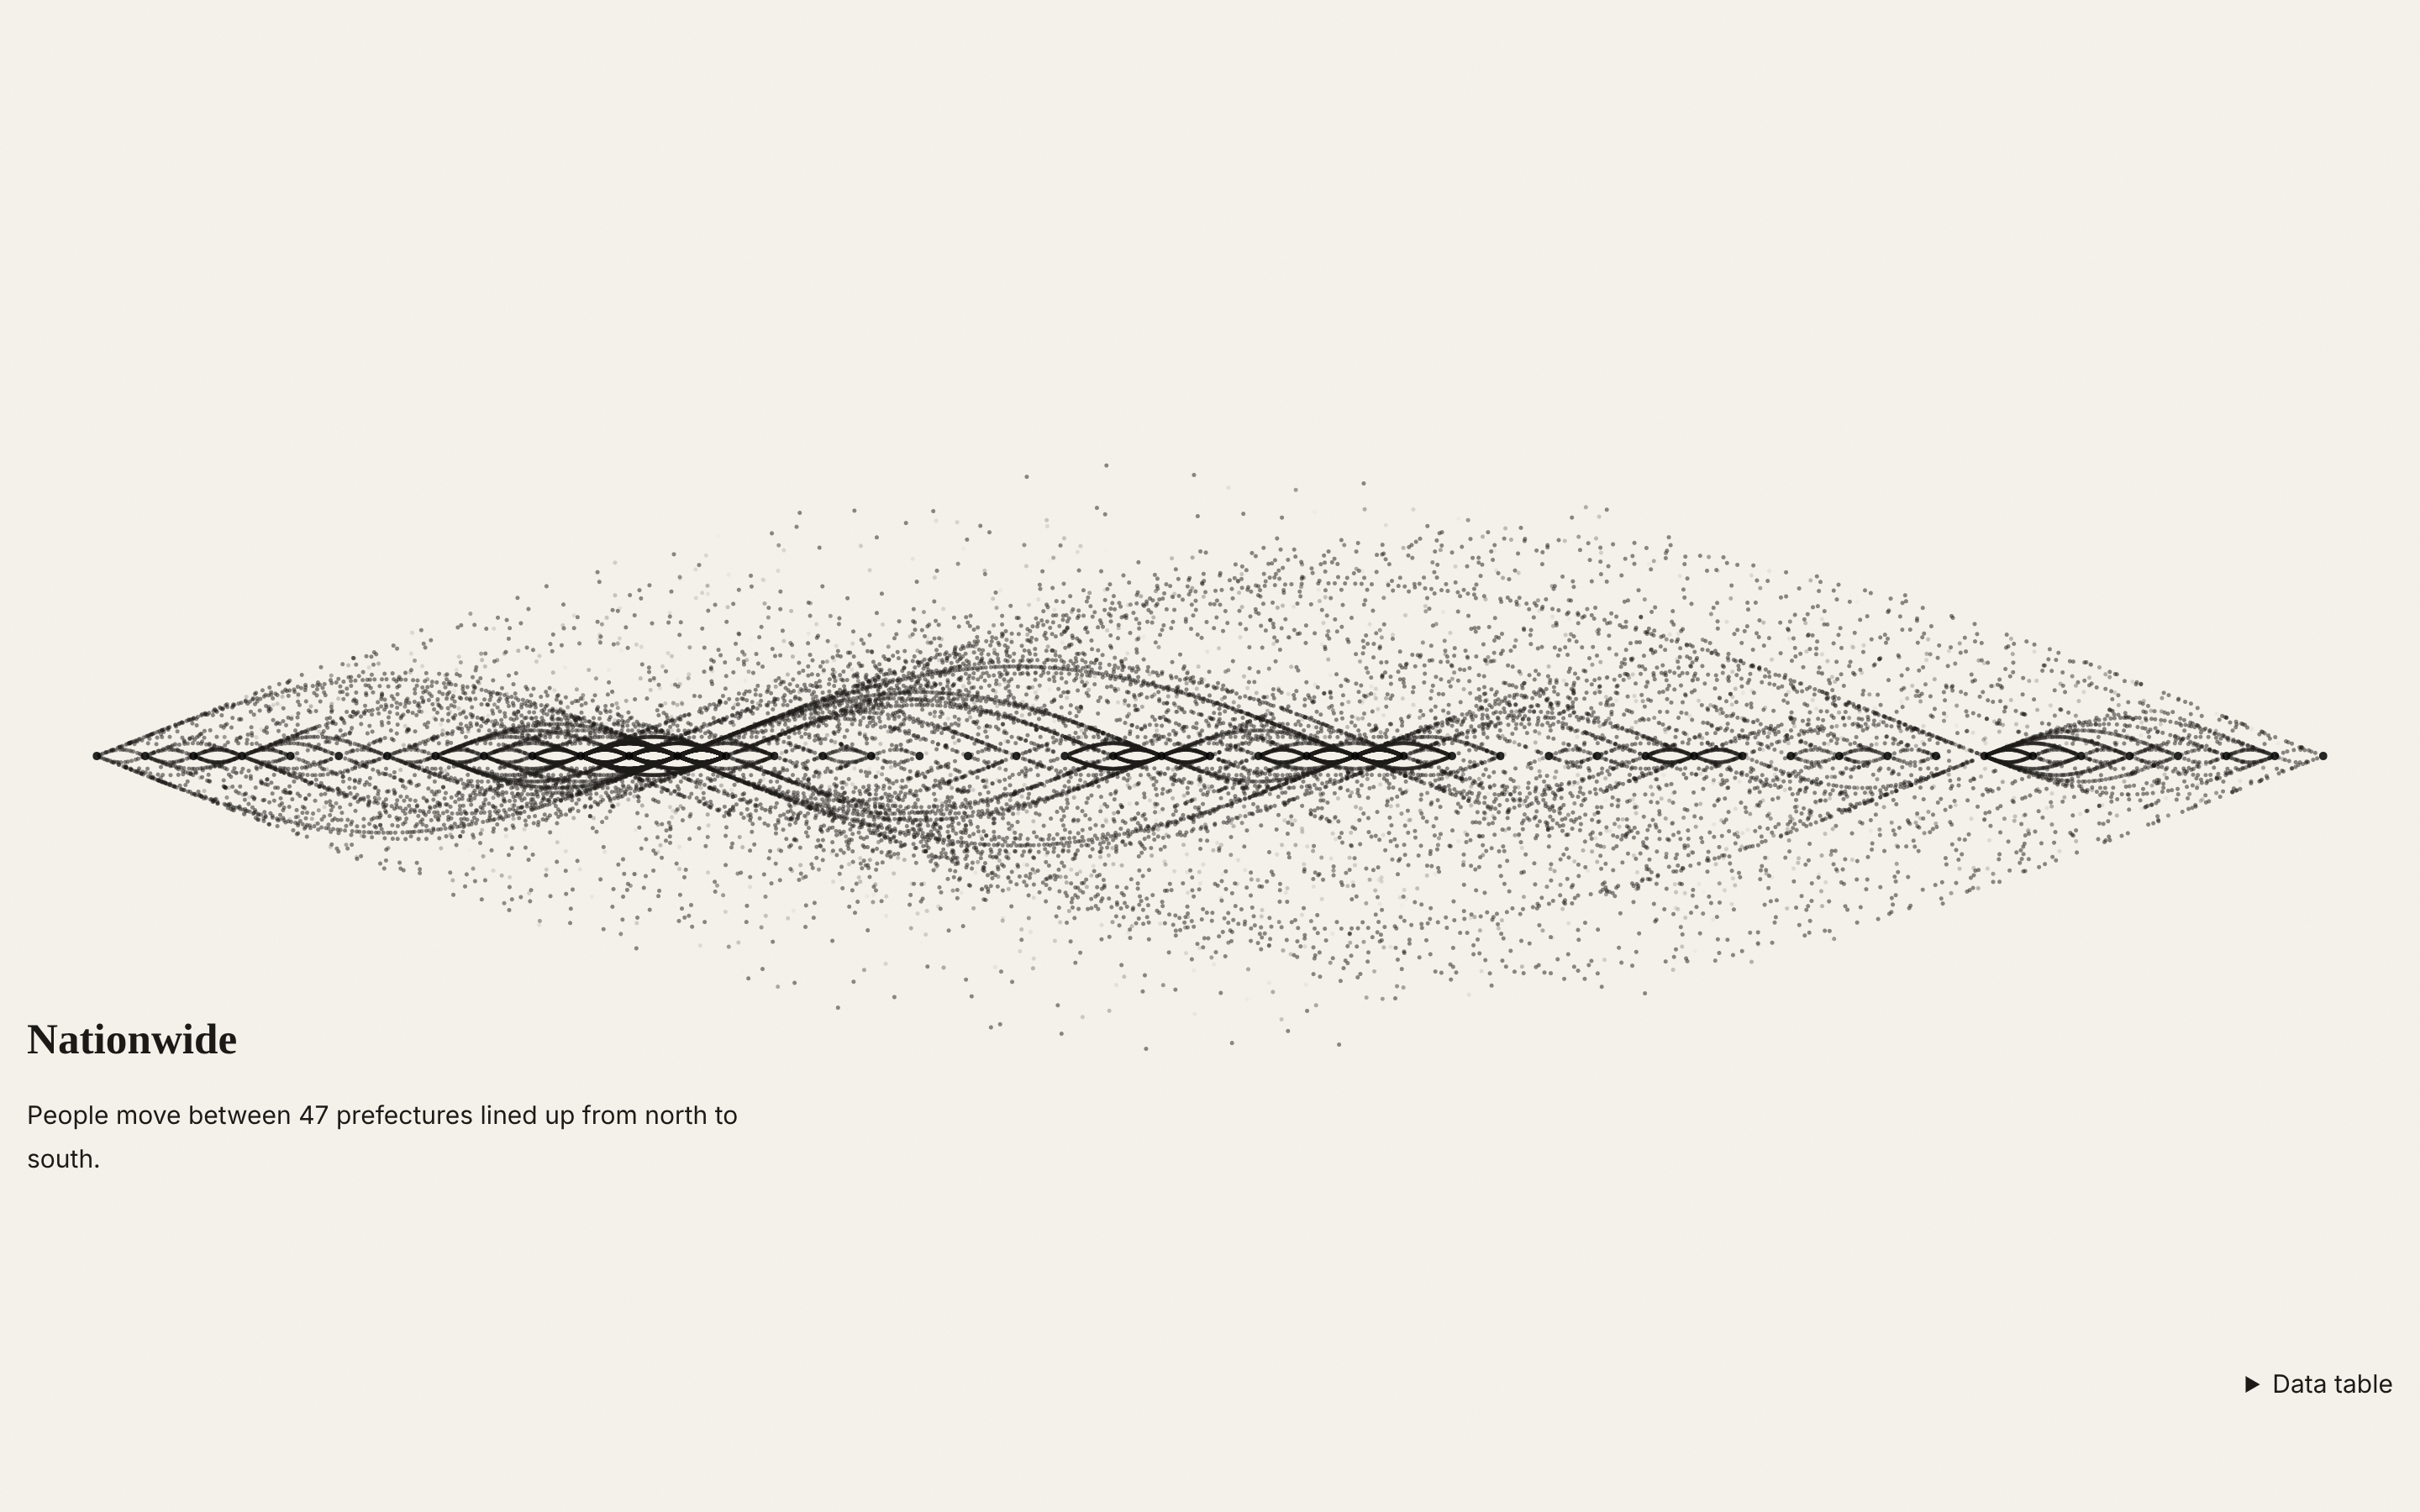 Nationwide
People move between 47 prefectures lined up from north to
south.
Data table